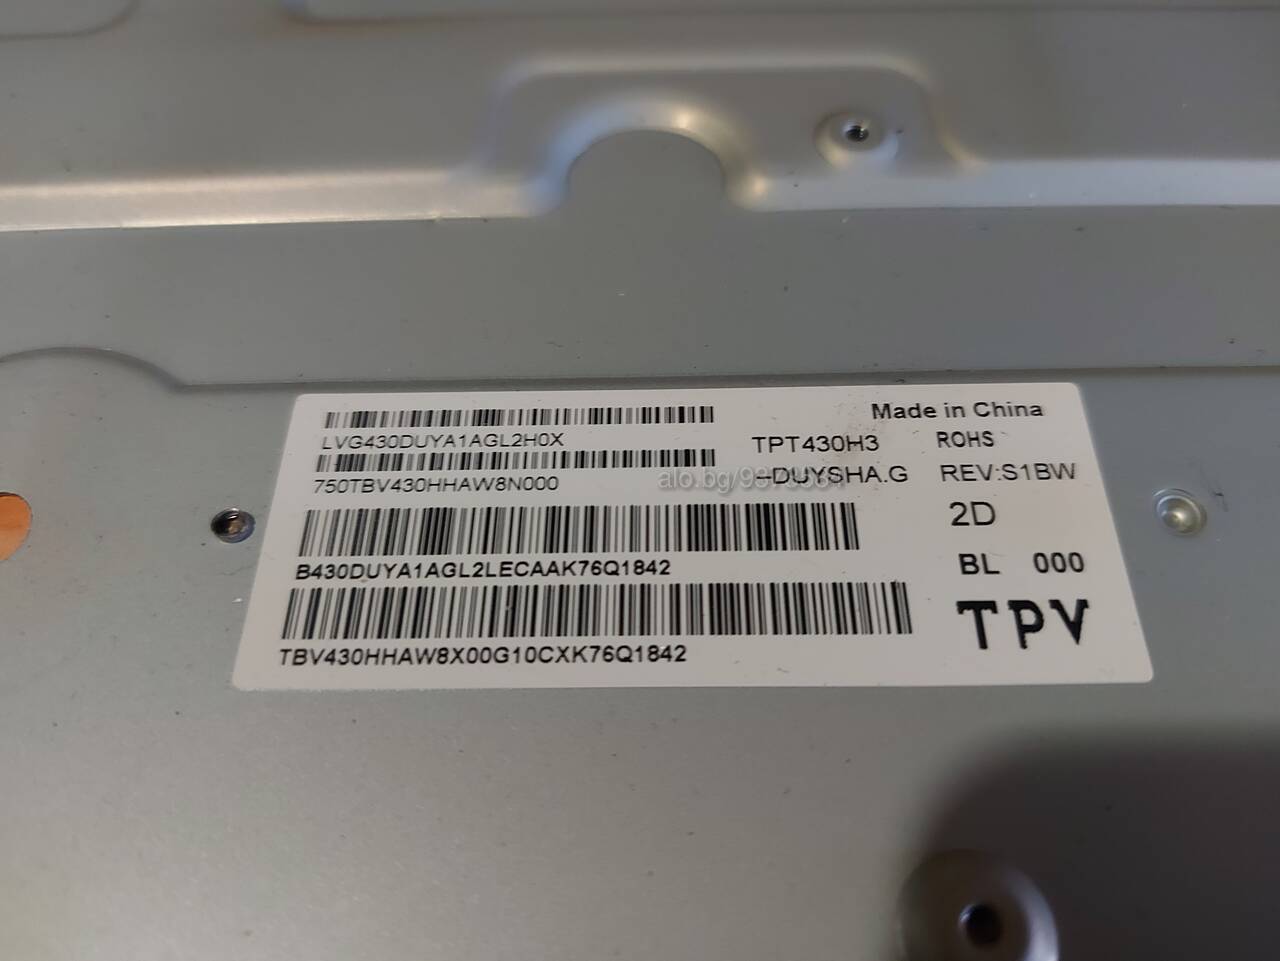 Made in China
LVG430DUYA1AGL2H0X
TPT430H3
ROHS
750TBV430HHAW8N000
-DUYSHA.G
REV:S1BW
2D
B430DUYA1AGL2LECAAK76Q1842
BL 000
TBV430HHAW8X00G10CXK76Q1842
TPV